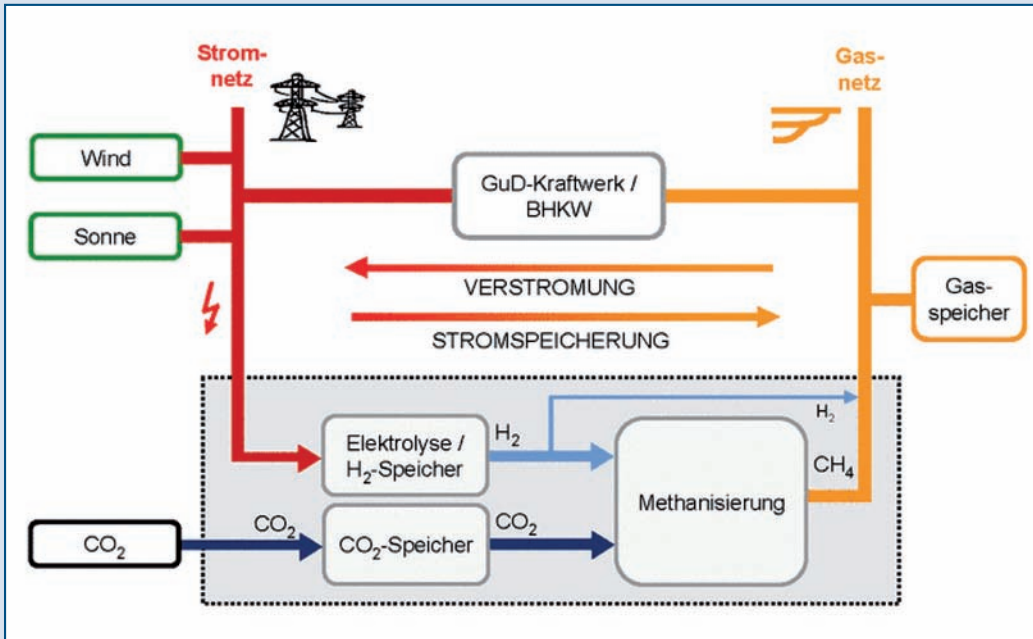 Strom-
netz
Gas-
netz
Wind
GuD-Kraftwerk /
BHKW
Sonne
VERSTROMUNG
Gas-
speicher
STROMSPEICHERUNG
H₂
Elektrolyse /
H₂-Speicher
H₂
CH₄
Methanisierung
CO₂
CO₂
CO₂-Speicher
CO₂